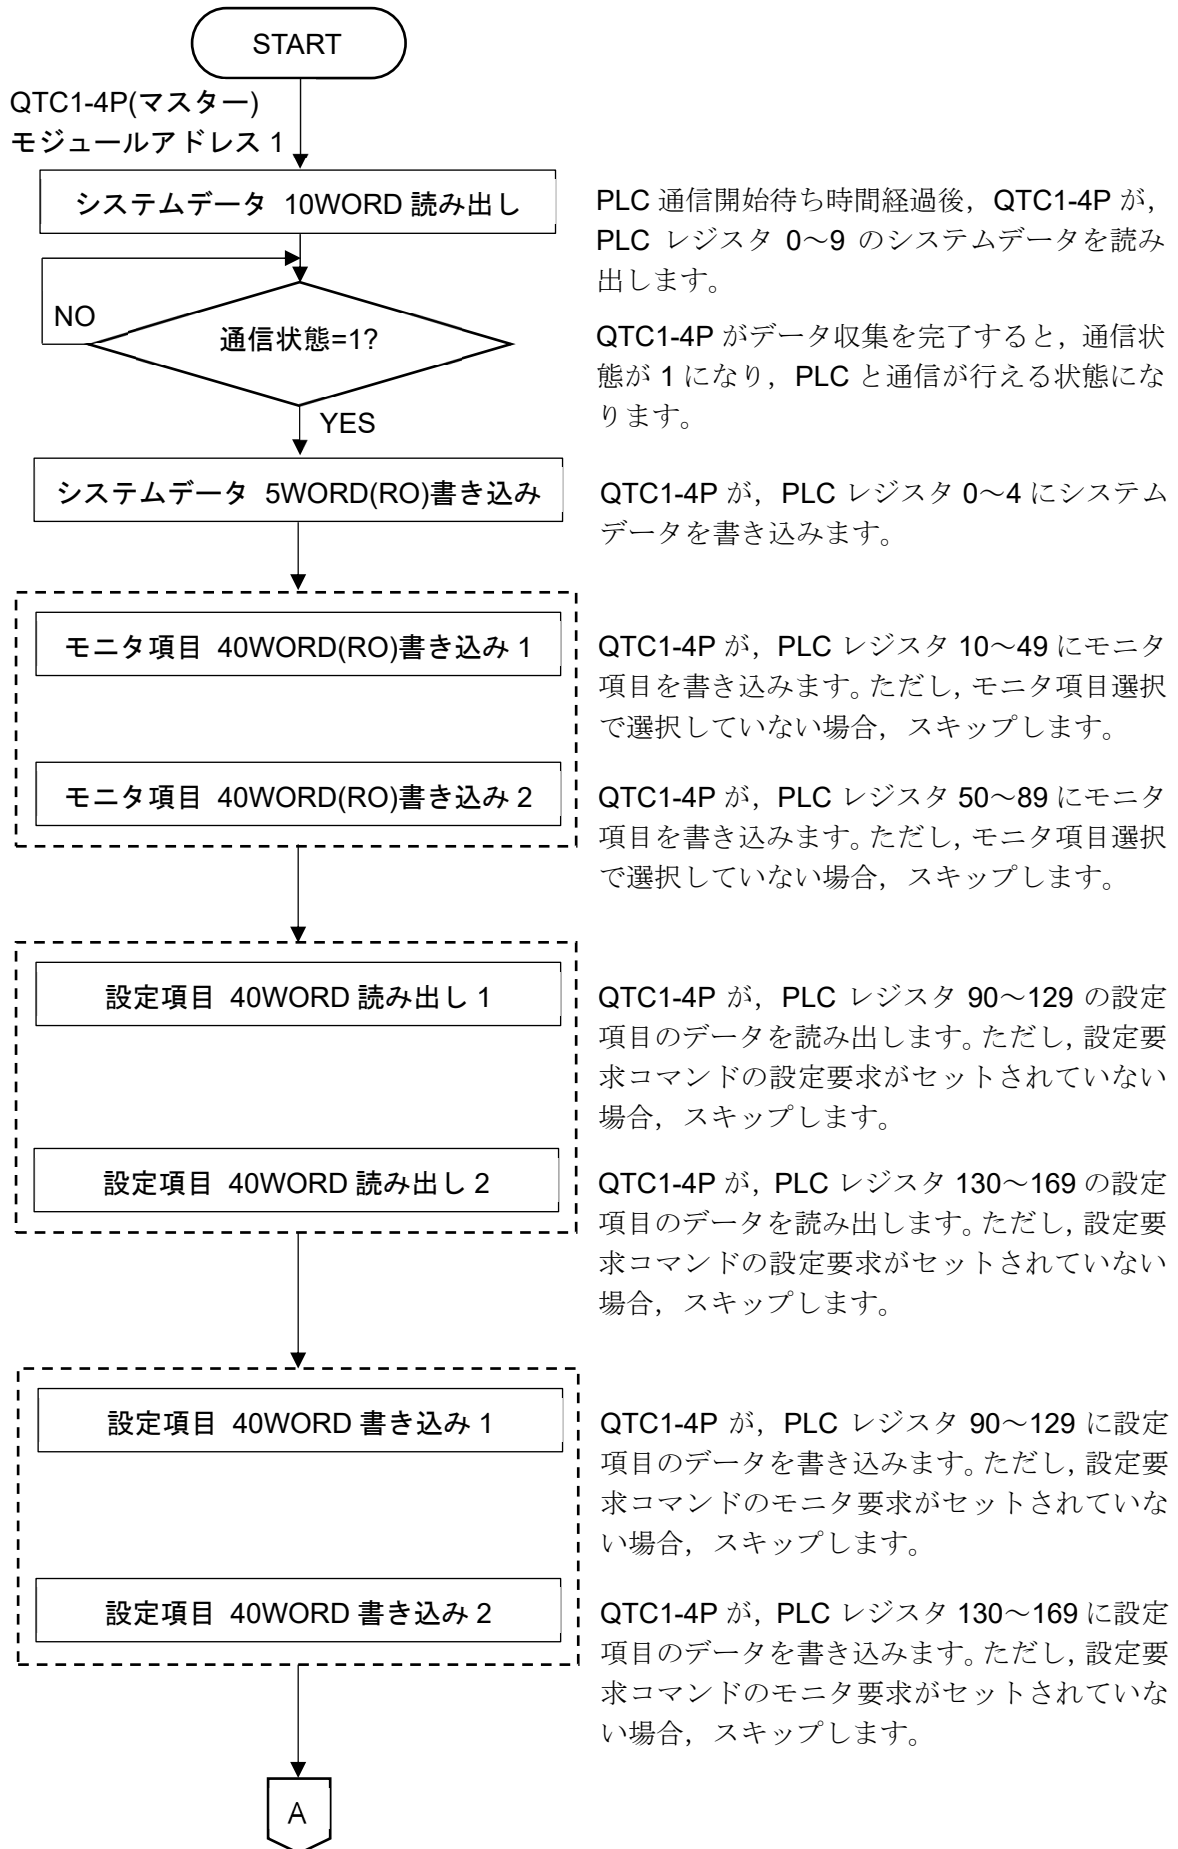 START
QTC1-4P(マスター)
モジュールアドレス 1
システムデータ 10WORD 読み出し
PLC 通信開始待ち時間経過後，QTC1-4P が，
PLC レジスタ 0～9 のシステムデータを読み
出します。
NO
通信状態=1?
QTC1-4P がデータ収集を完了すると，通信状
態が 1 になり，PLC と通信が行える状態にな
ります。
YES
システムデータ 5WORD(RO)書き込み
QTC1-4P が，PLC レジスタ 0～4 にシステム
データを書き込みます。
モニタ項目 40WORD(RO)書き込み 1
QTC1-4P が，PLC レジスタ 10～49 にモニタ
項目を書き込みます。ただし，モニタ項目選択
で選択していない場合，スキップします。
モニタ項目 40WORD(RO)書き込み 2
QTC1-4P が，PLC レジスタ 50～89 にモニタ
項目を書き込みます。ただし，モニタ項目選択
で選択していない場合，スキップします。
設定項目 40WORD 読み出し 1
QTC1-4P が，PLC レジスタ 90～129 の設定
項目のデータを読み出します。ただし，設定要
求コマンドの設定要求がセットされていない
場合，スキップします。
設定項目 40WORD 読み出し 2
QTC1-4P が，PLC レジスタ 130～169 の設定
項目のデータを読み出します。ただし，設定要
求コマンドの設定要求がセットされていない
場合，スキップします。
設定項目 40WORD 書き込み 1
QTC1-4P が，PLC レジスタ 90～129 に設定
項目のデータを書き込みます。ただし，設定要
求コマンドのモニタ要求がセットされていな
い場合，スキップします。
設定項目 40WORD 書き込み 2
QTC1-4P が，PLC レジスタ 130～169 に設定
項目のデータを書き込みます。ただし，設定要
求コマンドのモニタ要求がセットされていな
い場合，スキップします。
A